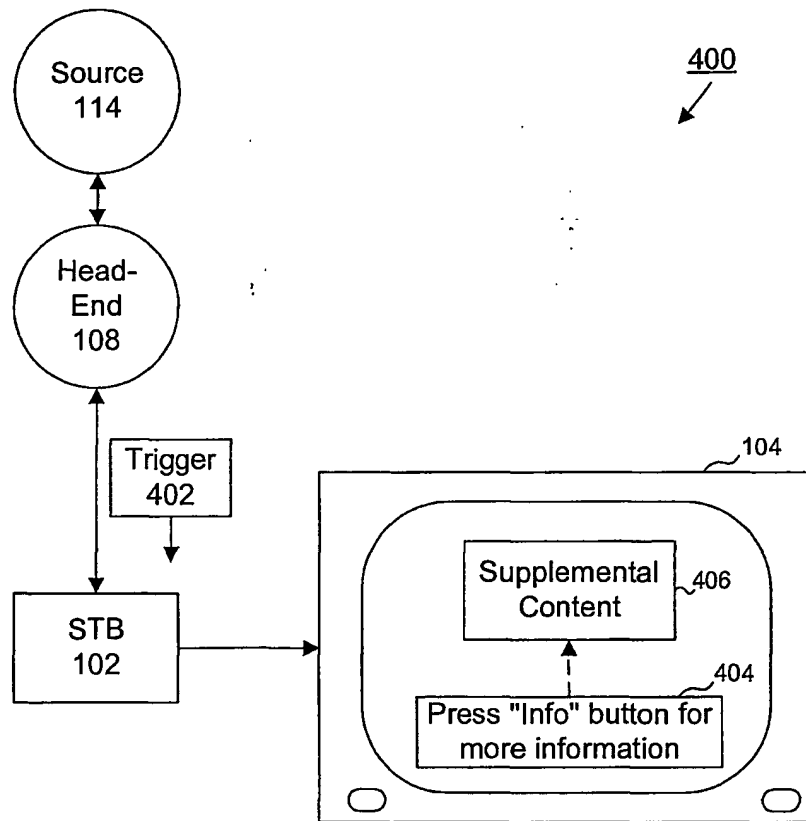 Source
114
400
Head-
End
108
Trigger
402
104
STB
102
Supplemental
Content
406
404
Press "Info" button for
more information